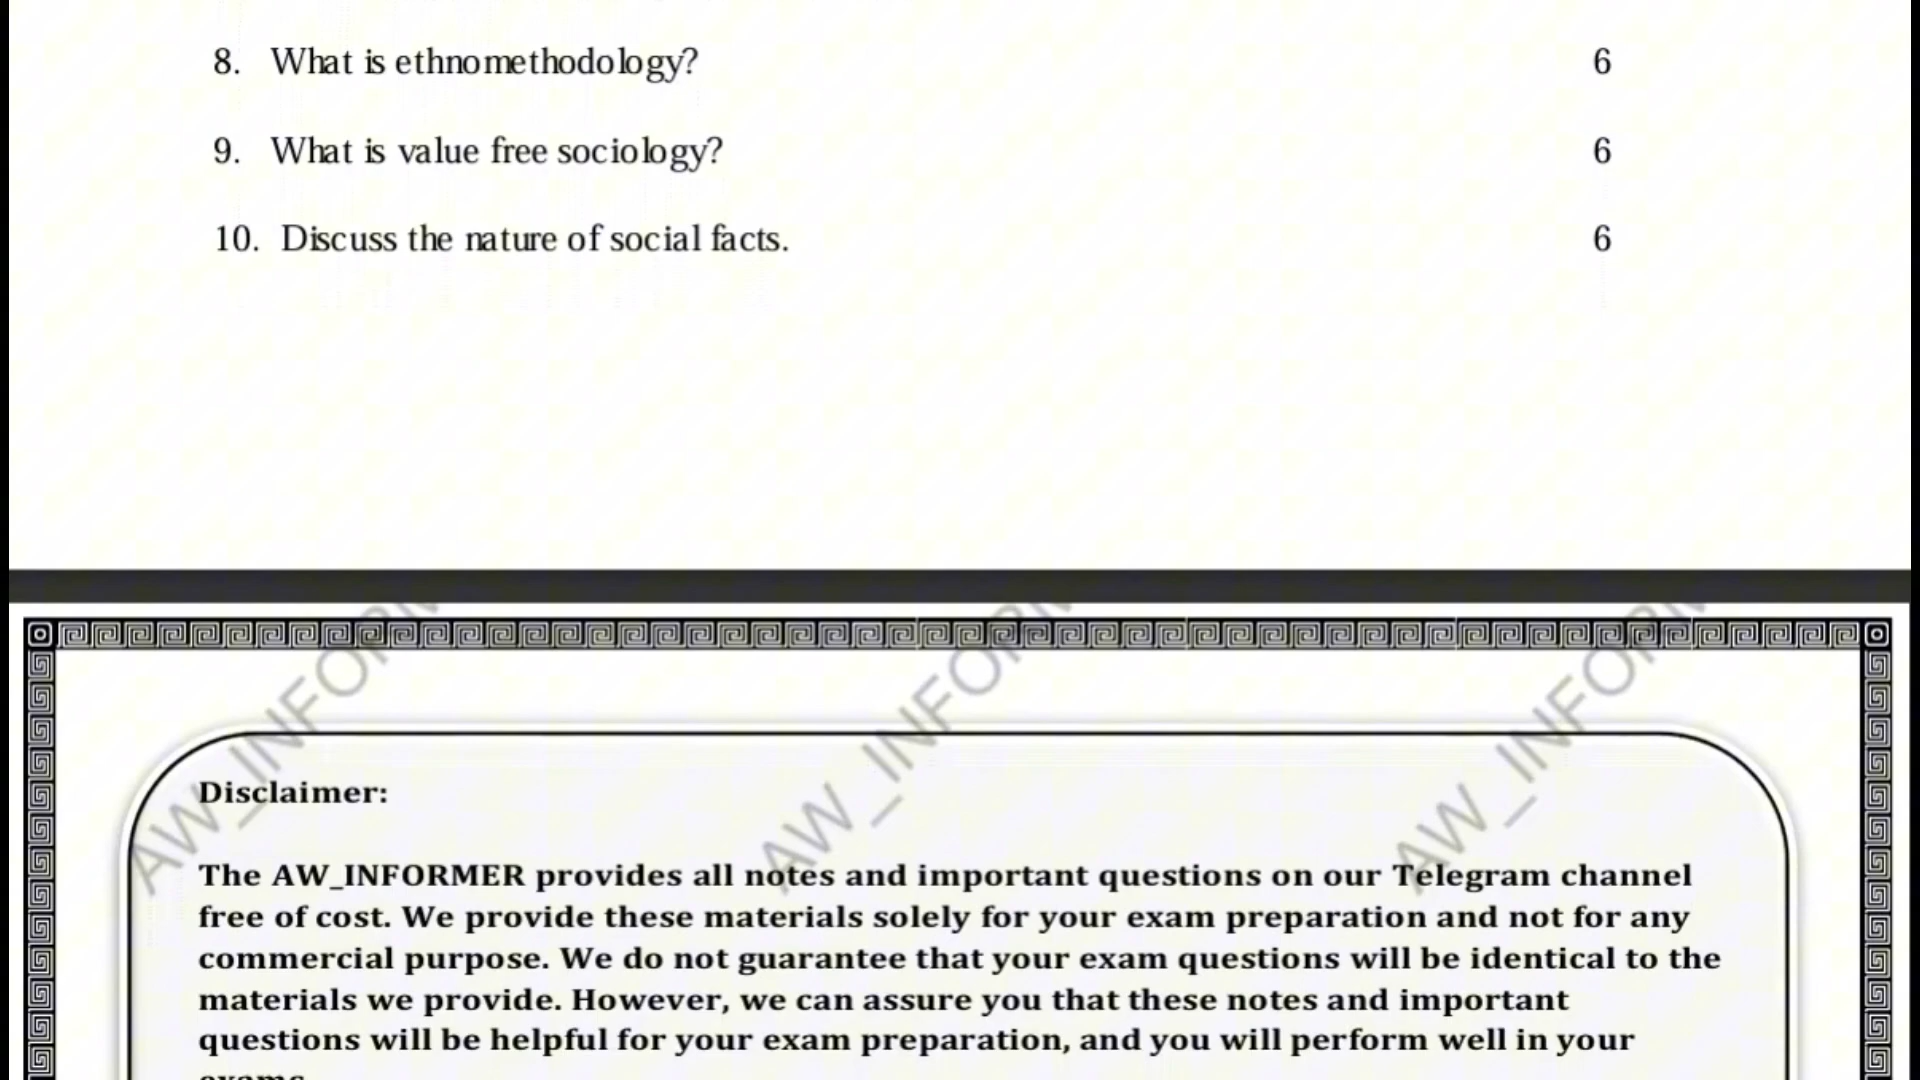 8. What is ethnomethodology? 6
9. What is value free sociology? 6
10. Discuss the nature of social facts. 6
AW_INFORM AW_INFORM AW_INFORM
Disclaimer:
The AW_INFORMER provides all notes and important questions on our Telegram channel
free of cost. We provide these materials solely for your exam preparation and not for any
commercial purpose. We do not guarantee that your exam questions will be identical to the
materials we provide. However, we can assure you that these notes and important
questions will be helpful for your exam preparation, and you will perform well in your
exams.